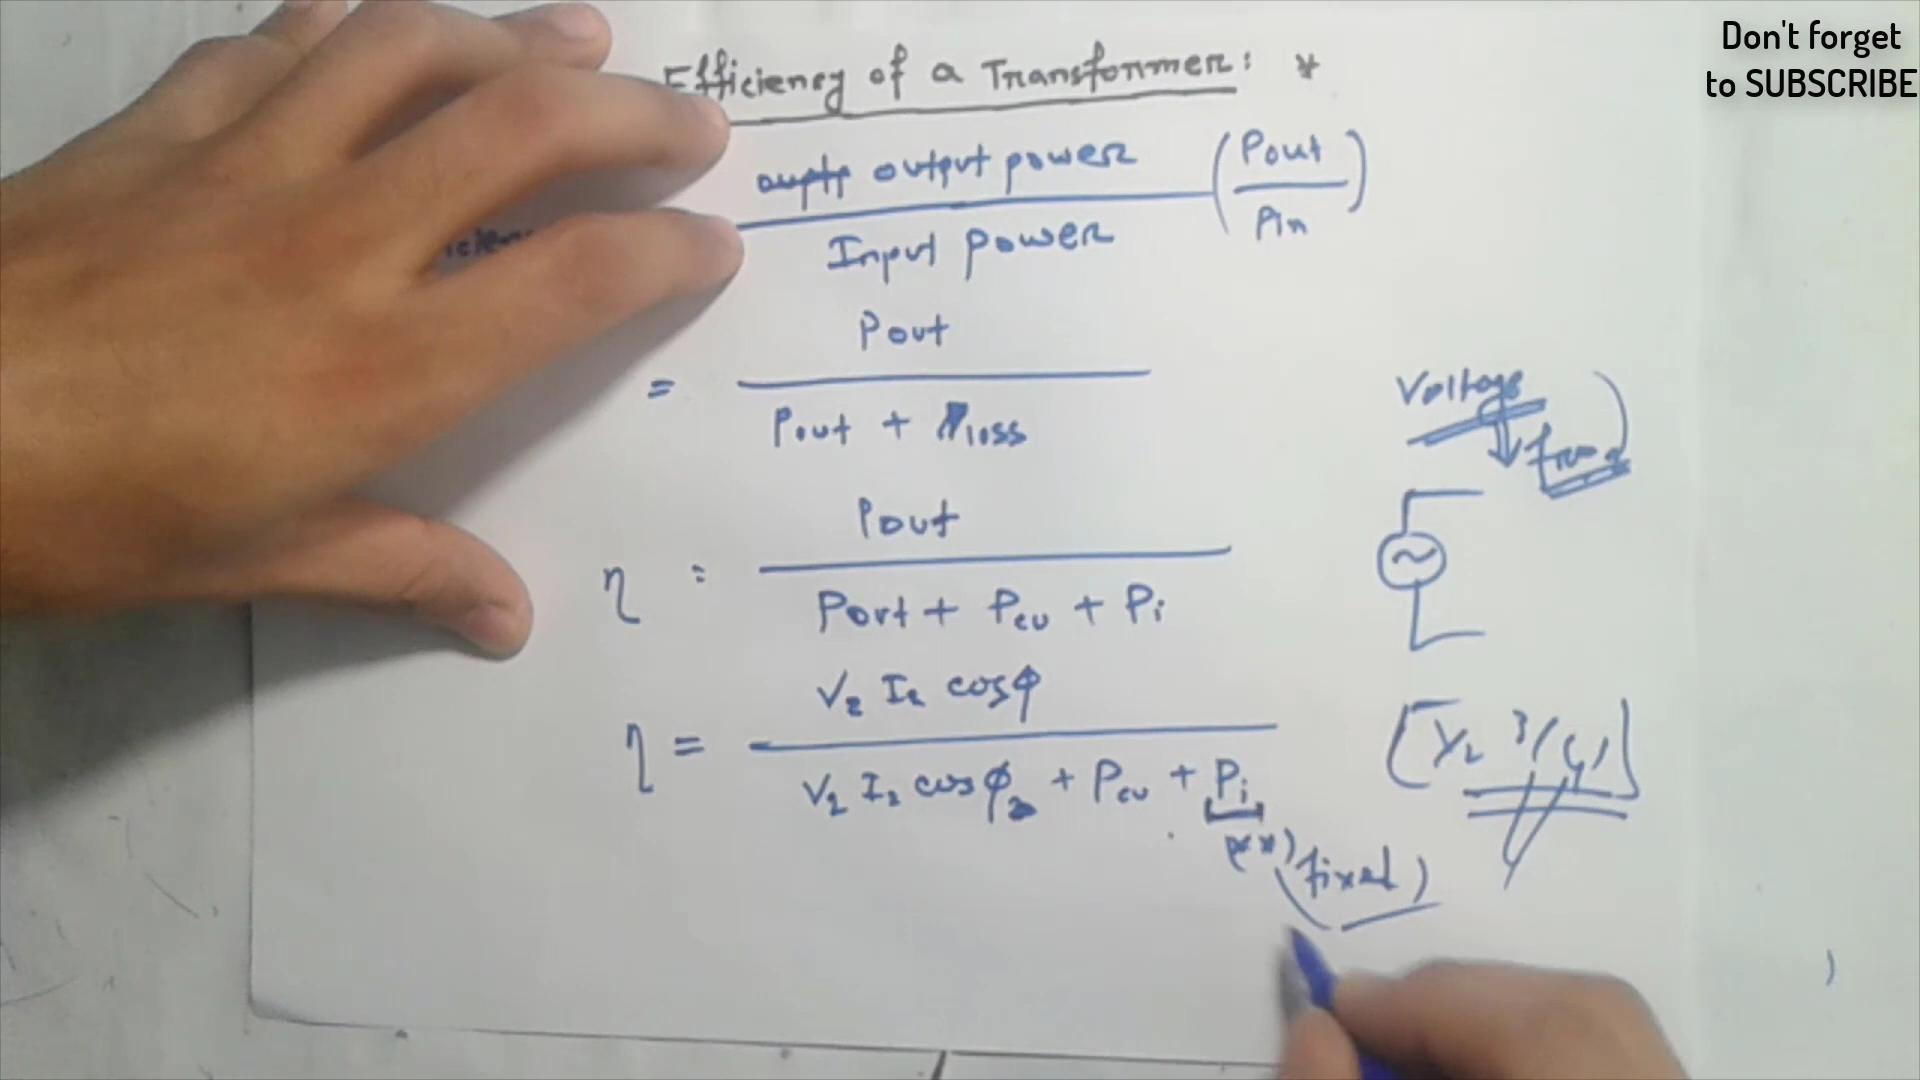 Don't forget
to SUBSCRIBE
Efficiency of a Transformer: *
output power (Pout
Input power Pin)
Pout
=
Pout + Ploss
Voltage
Pout
η =
Pout + Pcu + Pi
V2 I2 cosφ
η =
V2 I2 cosφ2 + Pcu + Pi
(**) (fixed)